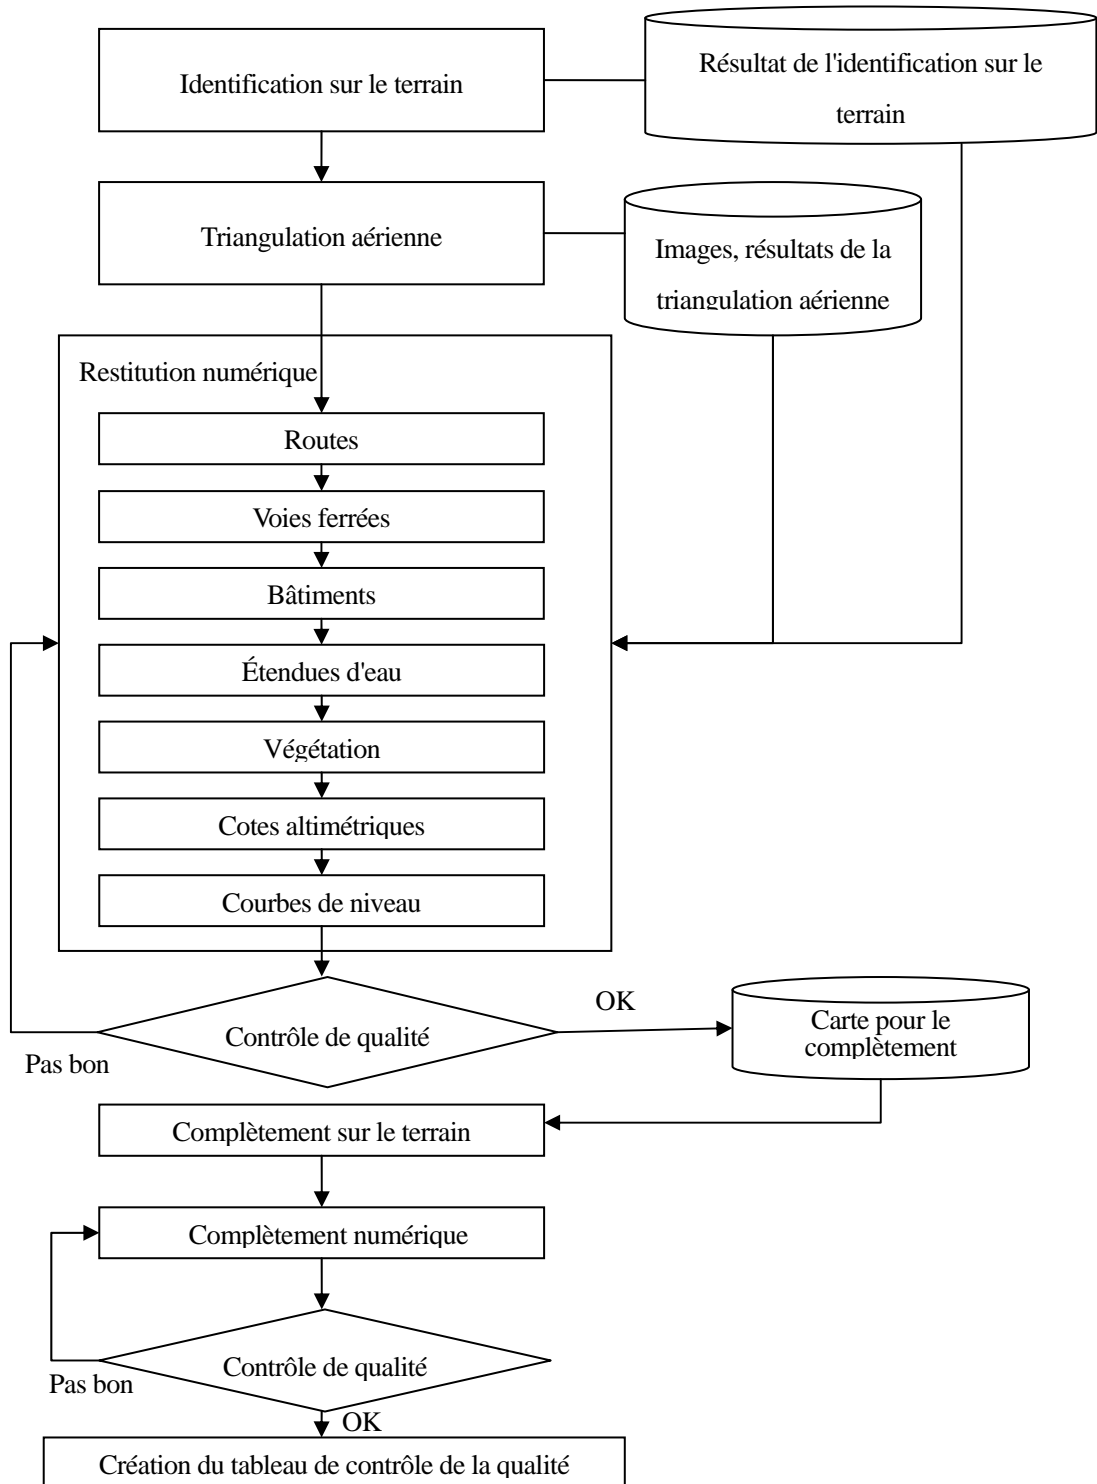 Identification sur le terrain
Résultat de l'identification sur le
terrain
Triangulation aérienne
Images, résultats de la
triangulation aérienne
Restitution numérique
Routes
Voies ferrées
Bâtiments
Étendues d'eau
Végétation
Cotes altimétriques
Courbes de niveau
Contrôle de qualité
OK
Pas bon
Carte pour le
complètement
Complètement sur le terrain
Complètement numérique
Contrôle de qualité
Pas bon
OK
Création du tableau de contrôle de la qualité